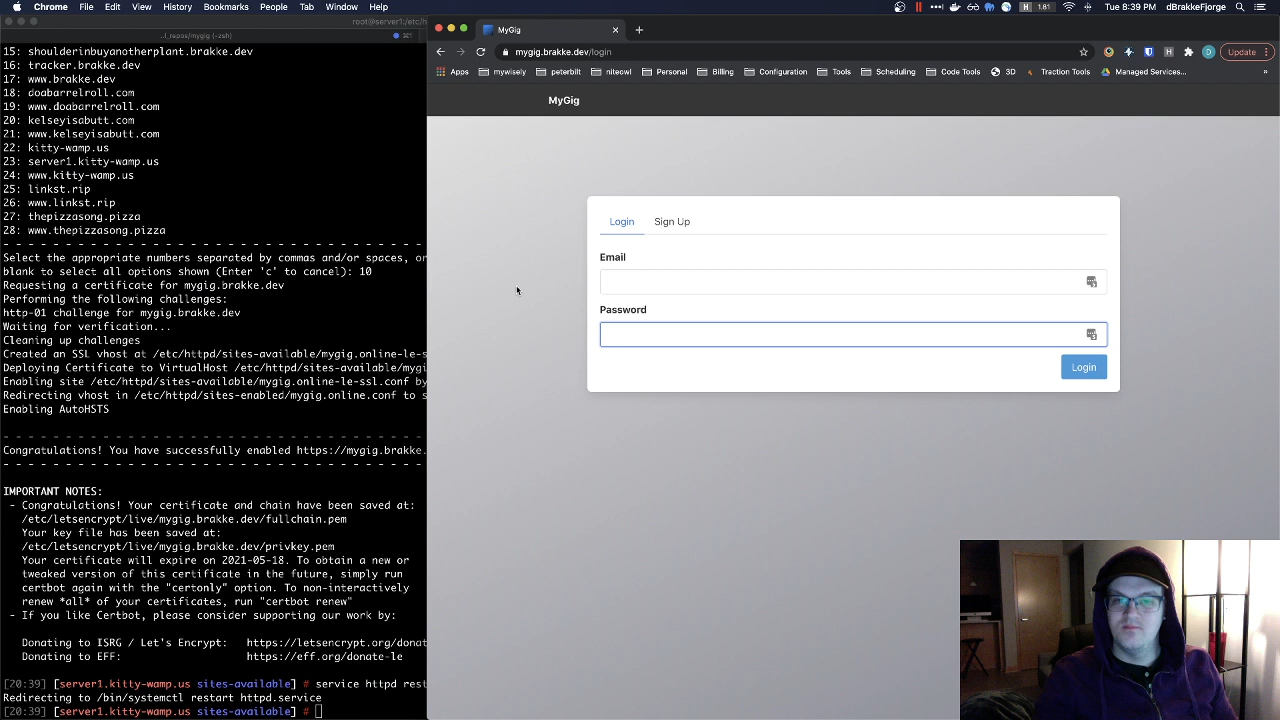 Chrome File Edit View History Bookmarks Profiles Tab Window Help
1.81 Tue 8:39 PM dBrakkeFjorge
root@server1:/etc/h
..l_repos/mygig (-zsh)
15: shoulderinbuyanotherplant.brakke.dev
16: tracker.brakke.dev
17: www.brakke.dev
18: doabarrelroll.com
19: www.doabarrelroll.com
20: kelseyisabutt.com
21: www.kelseyisabutt.com
22: kitty-wamp.us
23: server1.kitty-wamp.us
24: www.kitty-wamp.us
25: linkst.rip
26: www.linkst.rip
27: thepizzasong.pizza
28: www.thepizzasong.pizza
- - - - - - - - - - - - - - - - - - - - - - - - - - - - - - - - - - - - - - - -
Select the appropriate numbers separated by commas and/or spaces, or
blank to select all options shown (Enter 'c' to cancel): 10
Requesting a certificate for mygig.brakke.dev
Performing the following challenges:
http-01 challenge for mygig.brakke.dev
Waiting for verification...
Cleaning up challenges
Created an SSL vhost at /etc/httpd/sites-available/mygig.online-le-s
Deploying Certificate to VirtualHost /etc/httpd/sites-available/mygi
Enabling site /etc/httpd/sites-available/mygig.online-le-ssl.conf by
Redirecting vhost in /etc/httpd/sites-enabled/mygig.online.conf to s
Enabling AutoHSTS
- - - - - - - - - - - - - - - - - - - - - - - - - - - - - - - - - - - - - - - -
Congratulations! You have successfully enabled https://mygig.brakke.
- - - - - - - - - - - - - - - - - - - - - - - - - - - - - - - - - - - - - - - -
IMPORTANT NOTES:
- Congratulations! Your certificate and chain have been saved at:
/etc/letsencrypt/live/mygig.brakke.dev/fullchain.pem
Your key file has been saved at:
/etc/letsencrypt/live/mygig.brakke.dev/privkey.pem
Your certificate will expire on 2021-05-18. To obtain a new or
tweaked version of this certificate in the future, simply run
certbot again with the "certonly" option. To non-interactively
renew *all* of your certificates, run "certbot renew"
- If you like Certbot, please consider supporting our work by:
Donating to ISRG / Let's Encrypt: https://letsencrypt.org/donat
Donating to EFF: https://eff.org/donate-le
[20:39] [server1.kitty-wamp.us sites-available] # service httpd rest
Redirecting to /bin/systemctl restart httpd.service
[20:39] [server1.kitty-wamp.us sites-available] #
MyGig
mygig.brakke.dev/login
D Update
Apps mywisely peterbilt nitecwl Personal Billing Configuration Tools Scheduling Code Tools 3D Traction Tools Managed Services... »
MyGig
Login Sign Up
Email
Password
Login